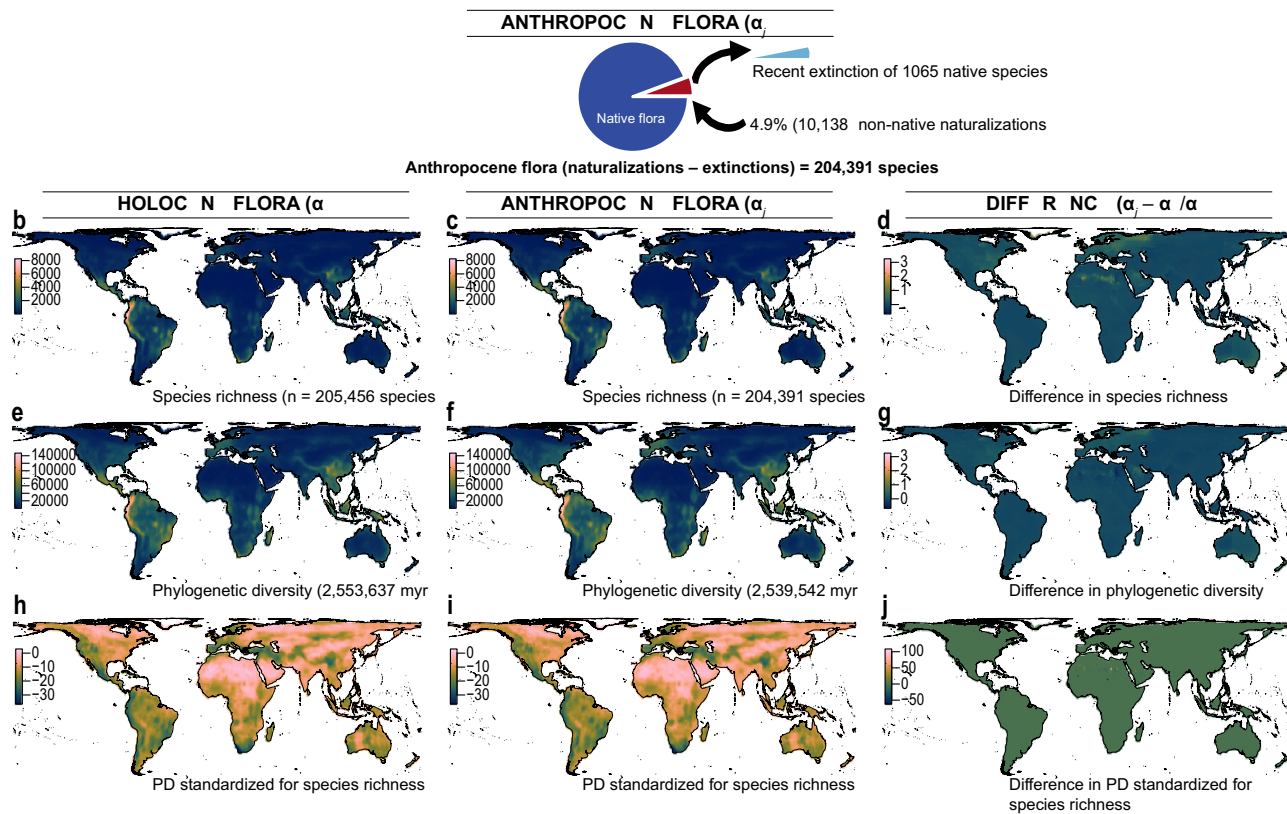 ANTHROPOC N FLORA (αj
Recent extinction of 1065 native species
Native flora
4.9% (10,138 non-native naturalizations
Anthropocene flora (naturalizations – extinctions) = 204,391 species
HOLOC N FLORA (α
ANTHROPOC N FLORA (αj
DIFF R NC (αj – α /α
b
8000
6000
4000
2000
Species richness (n = 205,456 species
c
8000
6000
4000
2000
Species richness (n = 204,391 species
d
3
2
1
–
Difference in species richness
e
140000
100000
60000
20000
Phylogenetic diversity (2,553,637 myr
f
140000
100000
60000
20000
Phylogenetic diversity (2,539,542 myr
g
3
2
1
0
Difference in phylogenetic diversity
h
0
−10
−20
−30
PD standardized for species richness
i
0
−10
−20
−30
PD standardized for species richness
j
100
50
0
−50
Difference in PD standardized for
species richness